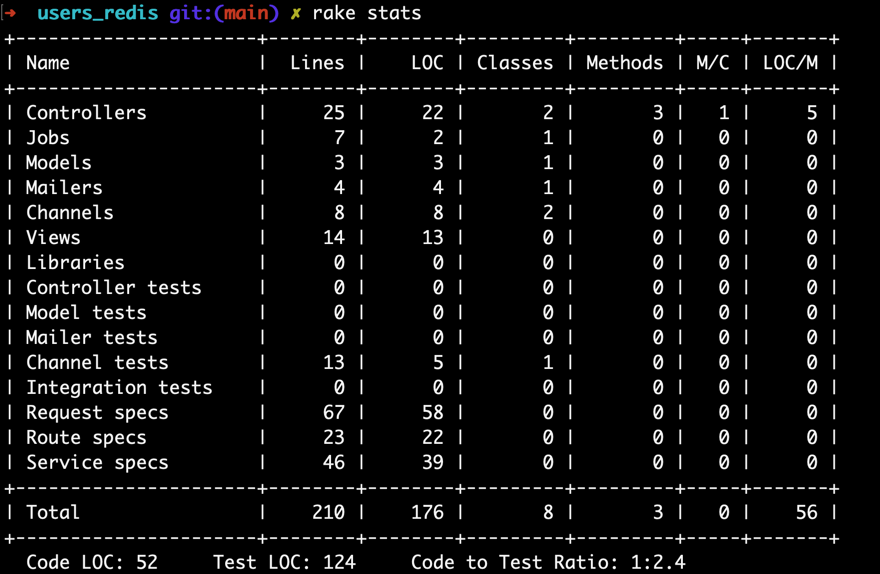 → users_redis git:(main) ✗ rake stats
+----------------------+--------+--------+---------+---------+-----+-------+
| Name                 |  Lines |    LOC | Classes | Methods | M/C | LOC/M |
+----------------------+--------+--------+---------+---------+-----+-------+
| Controllers          |     25 |     22 |       2 |       3 |   1 |     5 |
| Jobs                 |      7 |      2 |       1 |       0 |   0 |     0 |
| Models               |      3 |      3 |       1 |       0 |   0 |     0 |
| Mailers              |      4 |      4 |       1 |       0 |   0 |     0 |
| Channels             |      8 |      8 |       2 |       0 |   0 |     0 |
| Views                |     14 |     13 |       0 |       0 |   0 |     0 |
| Libraries            |      0 |      0 |       0 |       0 |   0 |     0 |
| Controller tests     |      0 |      0 |       0 |       0 |   0 |     0 |
| Model tests          |      0 |      0 |       0 |       0 |   0 |     0 |
| Mailer tests         |      0 |      0 |       0 |       0 |   0 |     0 |
| Channel tests        |     13 |      5 |       1 |       0 |   0 |     0 |
| Integration tests    |      0 |      0 |       0 |       0 |   0 |     0 |
| Request specs        |     67 |     58 |       0 |       0 |   0 |     0 |
| Route specs          |     23 |     22 |       0 |       0 |   0 |     0 |
| Service specs        |     46 |     39 |       0 |       0 |   0 |     0 |
+----------------------+--------+--------+---------+---------+-----+-------+
| Total                |    210 |    176 |       8 |       3 |   0 |    56 |
+----------------------+--------+--------+---------+---------+-----+-------+
  Code LOC: 52     Test LOC: 124     Code to Test Ratio: 1:2.4